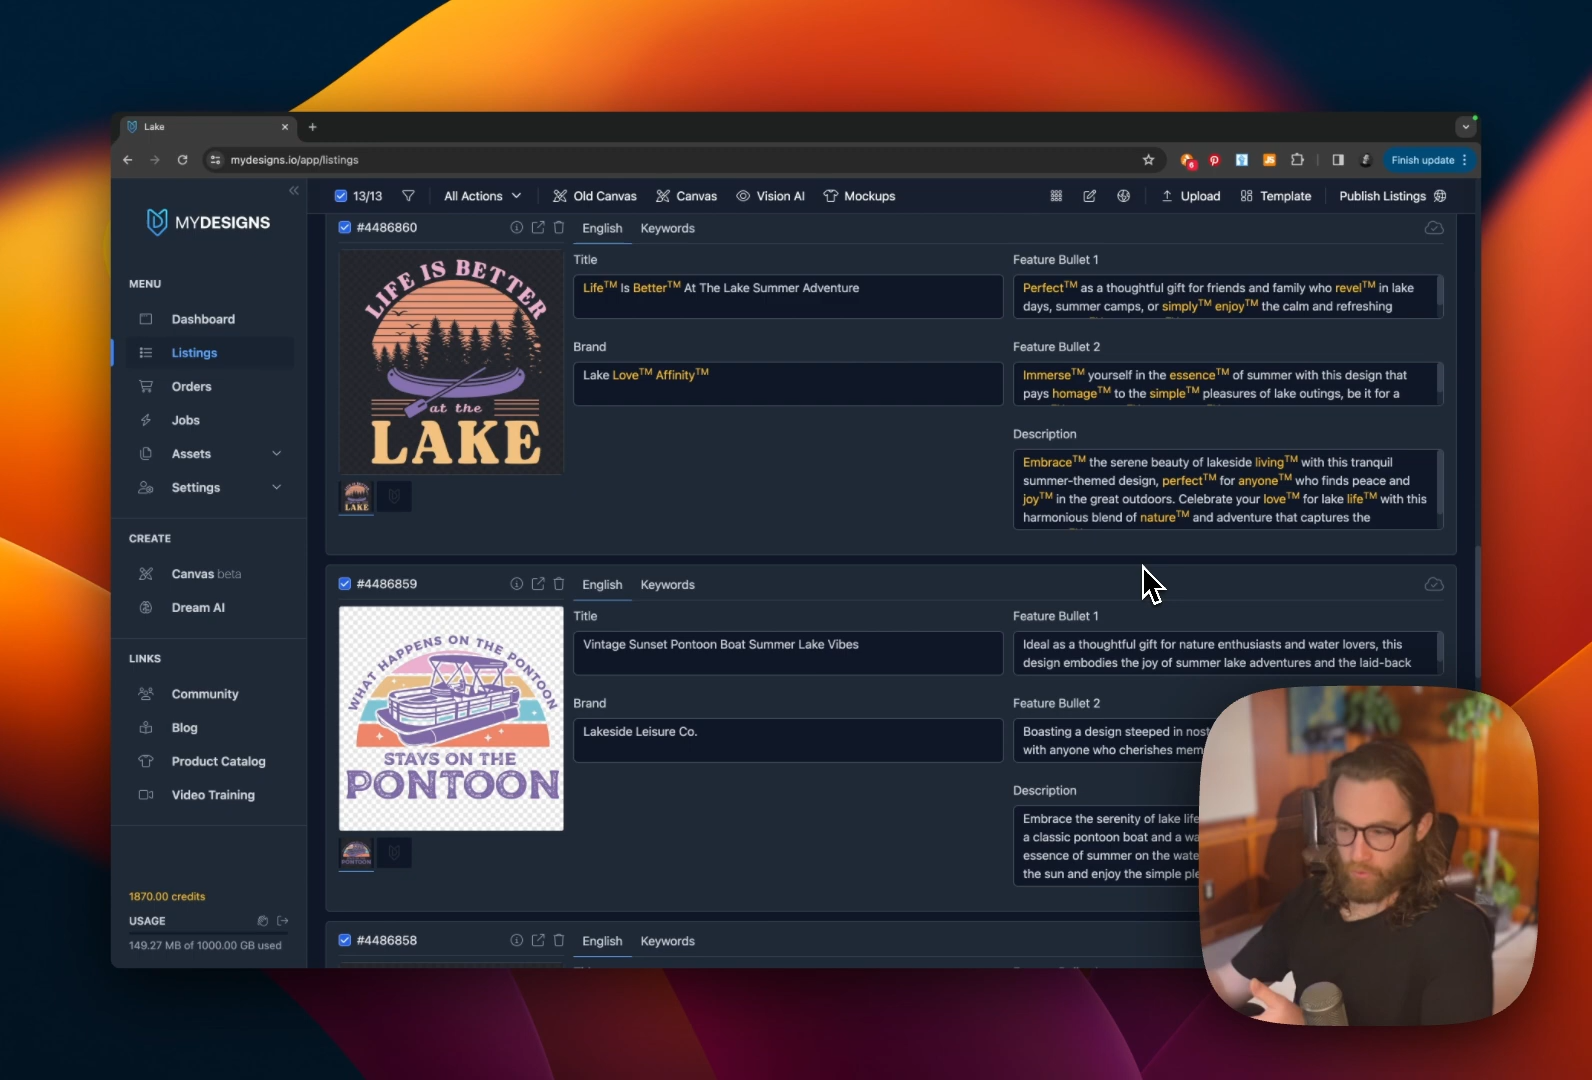 Lake
mydesigns.io/app/listings
6
Finish update
MYDESIGNS
MENU
Dashboard
Listings
Orders
Jobs
Assets
Settings
CREATE
Canvas beta
Dream AI
LINKS
Community
Blog
Product Catalog
Video Training
1870.00 credits
USAGE
149.27 MB of 1000.00 GB used
13/13
All Actions
Old Canvas
Canvas
Vision AI
Mockups
Upload
Template
Publish Listings
#4486860
LIFE IS BETTER
at the
LAKE
LAKE
English
Keywords
Title
Life™ Is Better™ At The Lake Summer Adventure
Brand
Lake Love™ Affinity™
Feature Bullet 1
Perfect™ as a thoughtful gift for friends and family who revel™ in lake
days, summer camps, or simply™ enjoy™ the calm and refreshing
Feature Bullet 2
Immerse™ yourself in the essence™ of summer with this design that
pays homage™ to the simple™ pleasures of lake outings, be it for a
Description
Embrace™ the serene beauty of lakeside living™ with this tranquil
summer-themed design, perfect™ for anyone™ who finds peace and
joy™ in the great outdoors. Celebrate your love™ for lake life™ with this
harmonious blend of nature™ and adventure that captures the
#4486859
WHAT HAPPENS ON THE PONTOON
STAYS ON THE
PONTOON
PONTOON
English
Keywords
Title
Vintage Sunset Pontoon Boat Summer Lake Vibes
Brand
Lakeside Leisure Co.
Feature Bullet 1
Ideal as a thoughtful gift for nature enthusiasts and water lovers, this
design embodies the joy of summer lake adventures and the laid-back
Feature Bullet 2
Boasting a design steeped in
with anyone who cherishes
Description
Embrace the serenity of lake life
a classic pontoon boat and a
essence of summer on the
the sun and enjoy the simple
#4486858
English
Keywords